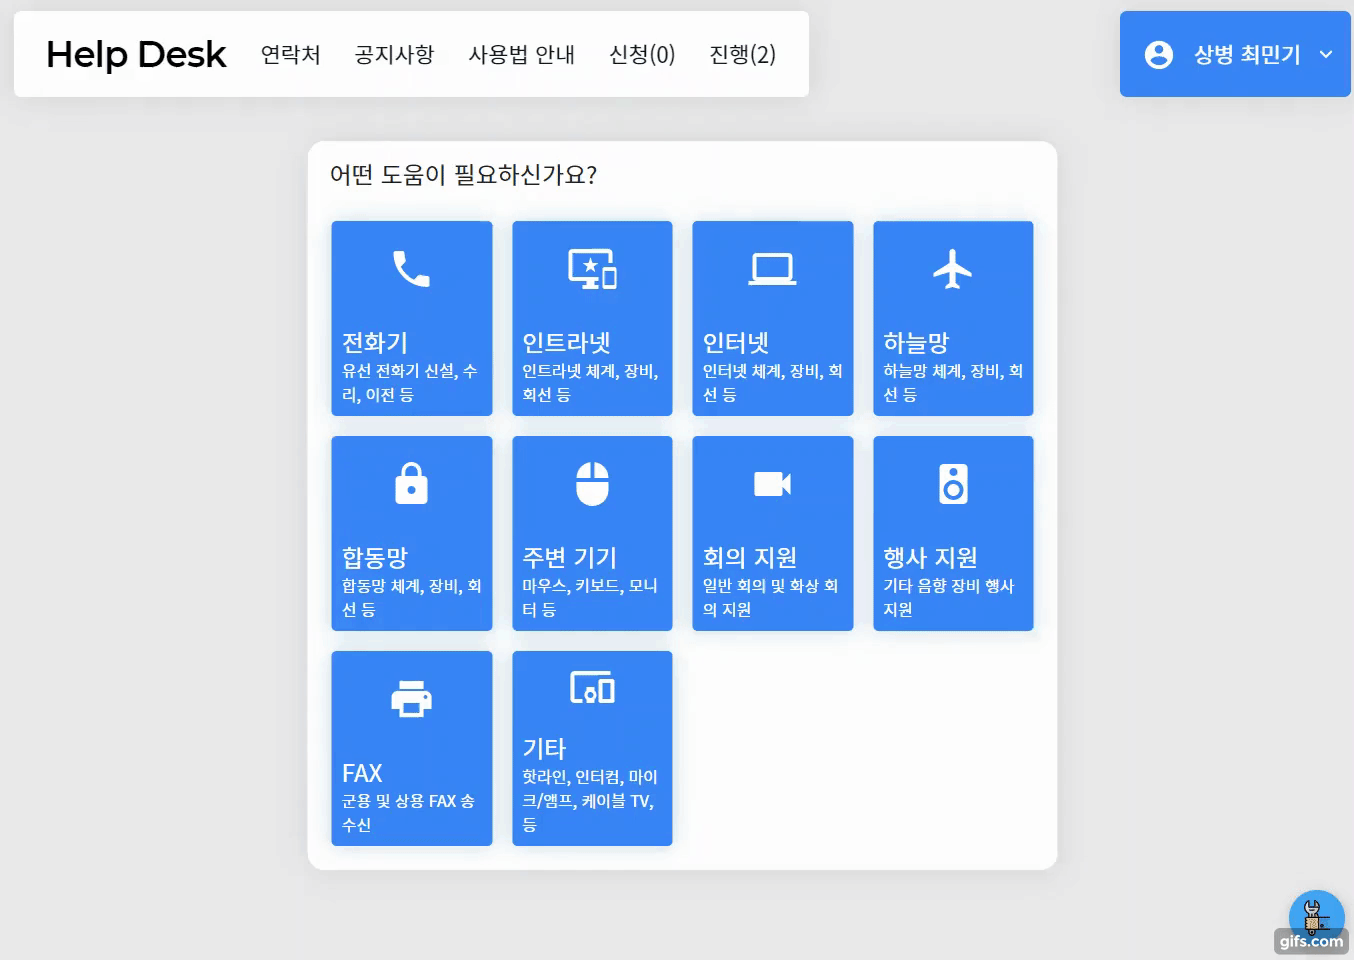 Help Desk 연락처 공지사항 사용법 안내 신청(0) 진행(2)
상병 최민기
어떤 도움이 필요하신가요?
전화기
유선 전화기 신설, 수
리, 이전 등
인트라넷
인트라넷 체계, 장비,
회선 등
인터넷
인터넷 체계, 장비, 회
선 등
하늘망
하늘망 체계, 장비, 회
선 등
합동망
합동망 체계, 장비, 회
선 등
주변 기기
마우스, 키보드, 모니
터 등
회의 지원
일반 회의 및 화상 회
의 지원
행사 지원
기타 음향 장비 행사
지원
FAX
군용 및 상용 FAX 송
수신
기타
핫라인, 인터컴, 마이
크/앰프, 케이블 TV,
등
gifs.com